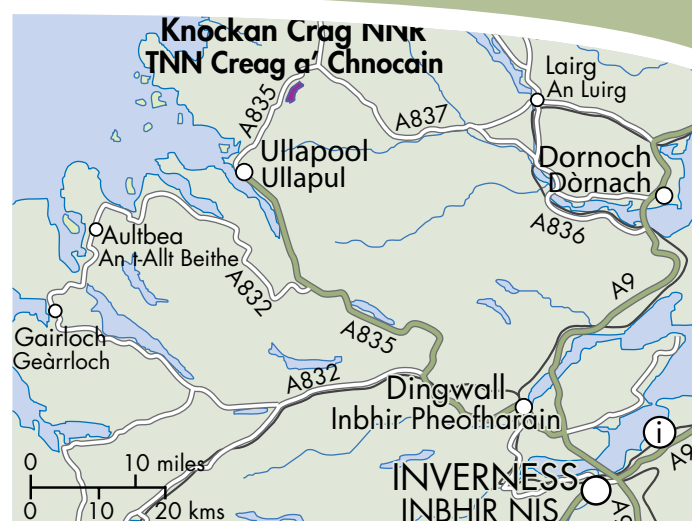 Knockan Crag NNR
TNN Creag a’ Chnocain
Lairg
An Luirg
A835
A837
Ullapool
Ullapul
Dornoch
Dòrnach
A836
Aultbea
An t-Allt Beithe
A832
A9
Gairloch
Geàrrloch
A835
A832
Dingwall
Inbhir Pheofharain
i
A9
0 10 miles
0 10 20 kms
INVERNESS
INBHIR NIS